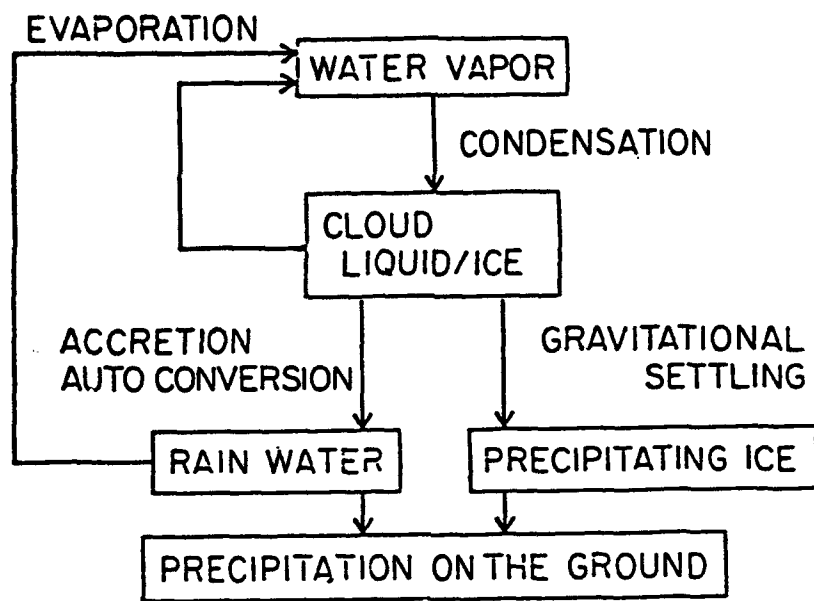 EVAPORATION
WATER VAPOR
CONDENSATION
CLOUD
LIQUID/ICE
ACCRETION
AUTO CONVERSION
GRAVITATIONAL
SETTLING
RAIN WATER
PRECIPITATING ICE
PRECIPITATION ON THE GROUND